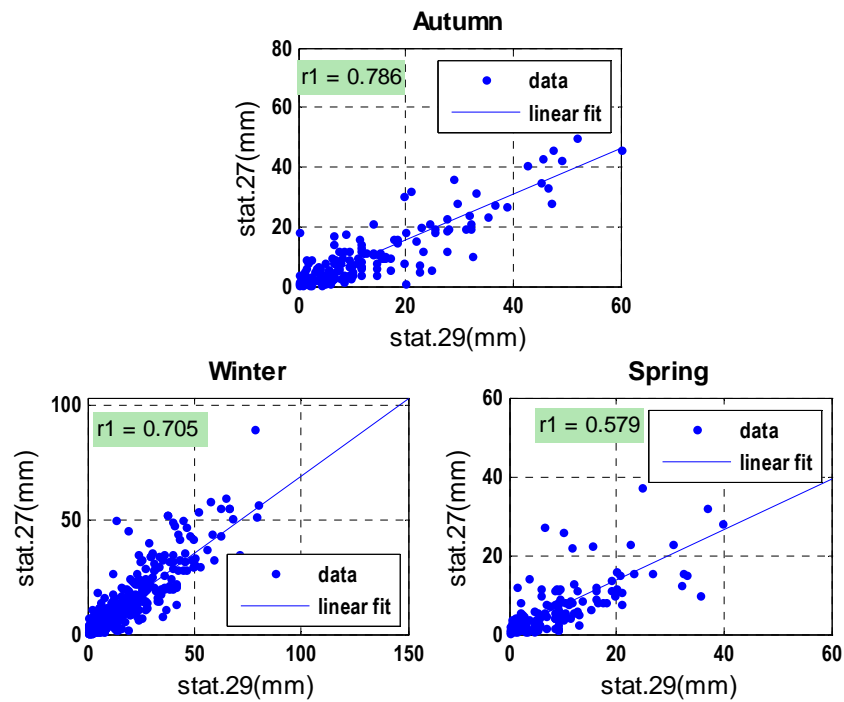 Autumn
80
r1 = 0.786
data
linear fit
60
40
20
0
stat.27(mm)
0 20 40 60
stat.29(mm)
Winter
100
r1 = 0.705
50
data
linear fit
0
stat.27(mm)
0 50 100 150
stat.29(mm)
Spring
60
r1 = 0.579
data
linear fit
40
20
0
stat.27(mm)
0 20 40 60
stat.29(mm)